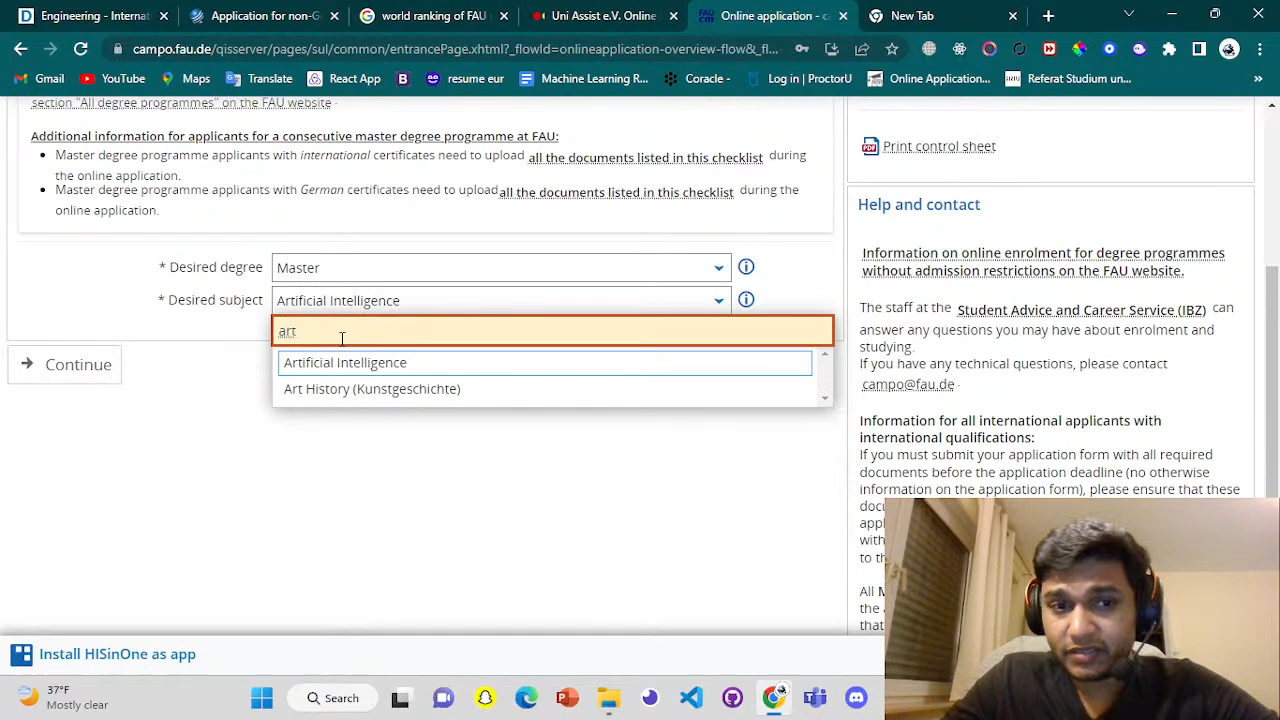 Engineering - Internat
Application for non-G
world ranking of FAU
Uni Assist e.V. Online
Online application - ca
New Tab
campo.fau.de/qisserver/pages/sul/common/entrancePage.xhtml?_flowId=onlineapplication-overview-flow&_fl...
Gmail
YouTube
Maps
Translate
React App
resume eur
Machine Learning R...
Coracle -
Log in | ProctorU
Online Application...
Referat Studium un...
»
section "All degree programmes" on the FAU website
Additional information for applicants for a consecutive master degree programme at FAU:
Master degree programme applicants with international certificates need to upload all the documents listed in this checklist during
the online application.
Master degree programme applicants with German certificates need to upload all the documents listed in this checklist during the
online application.
* Desired degree
Master
* Desired subject
Artificial Intelligence
art
Artificial Intelligence
Art History (Kunstgeschichte)
Continue
Print control sheet
Help and contact
Information on online enrolment for degree programmes
without admission restrictions on the FAU website.
The staff at the Student Advice and Career Service (IBZ) can
answer any questions you may have about enrolment and
studying.
If you have any technical questions, please contact
campo@fau.de
Information for all international applicants with
international qualifications:
If you must submit your application form with all required
documents before the application deadline (no otherwise
information on the application form), please ensure that these
Install HISinOne as app
37°F
Mostly clear
Search